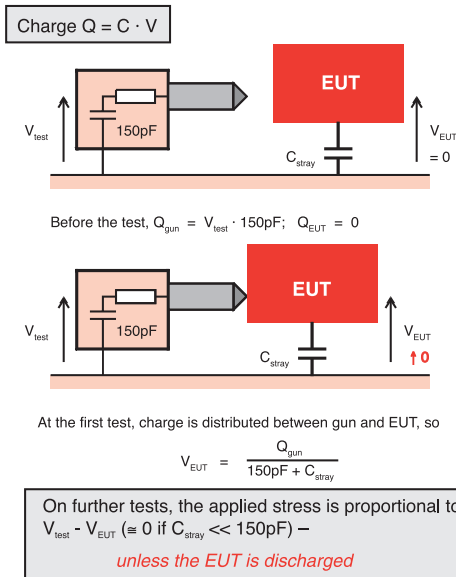 Charge Q = C · V
EUT
V_test
150pF
C_stray
V_EUT
= 0
Before the test, Q_gun = V_test · 150pF; Q_EUT = 0
EUT
V_test
150pF
C_stray
V_EUT
↑ 0
At the first test, charge is distributed between gun and EUT, so
V_EUT = Q_gun / 150pF + C_stray
On further tests, the applied stress is proportional to
V_test - V_EUT (≅ 0 if C_stray << 150pF) –
unless the EUT is discharged